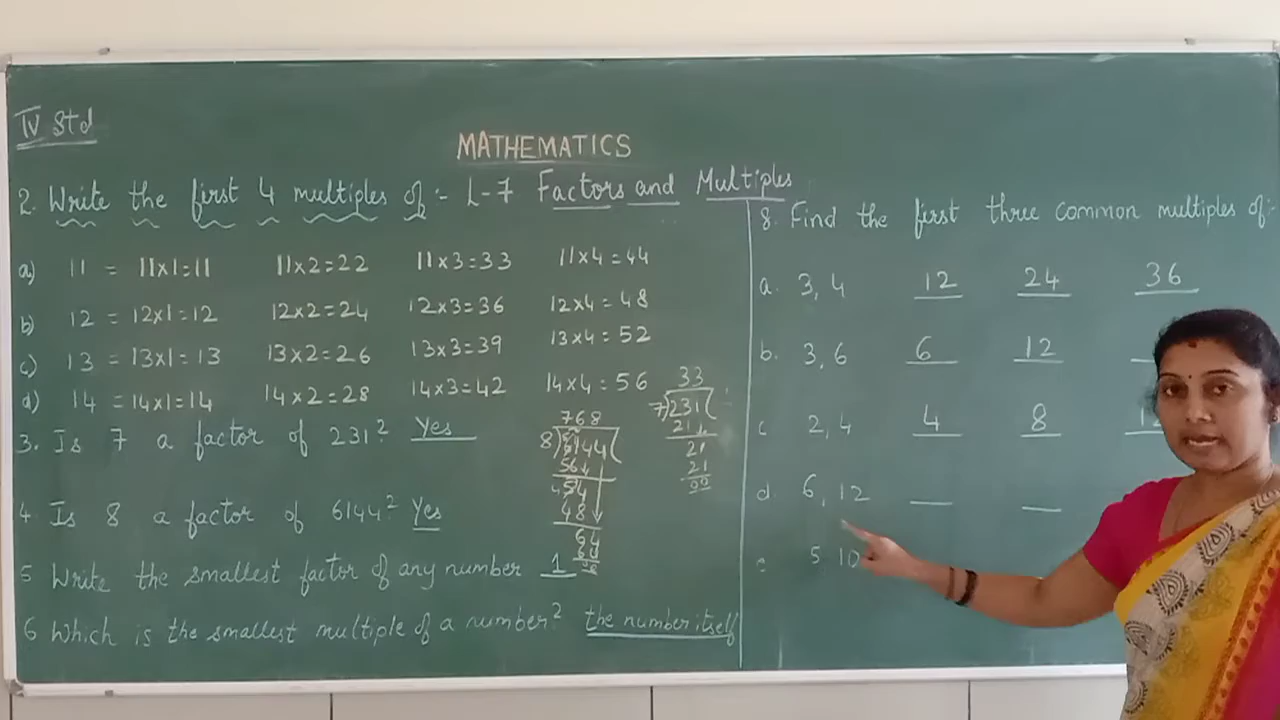 IV Std
MATHEMATICS
2. Write the first 4 multiples of :- L-7 Factors and Multiples
a) 11 = 11x1=11 11x2=22 11x3=33 11x4=44
b) 12 = 12x1=12 12x2=24 12x3=36 12x4=48
c) 13 = 13x1=13 13x2=26 13x3=39 13x4=52
d) 14 = 14x1=14 14x2=28 14x3=42 14x4=56
3. Is 7 a factor of 231? Yes
4. Is 8 a factor of 6144? Yes
5 Write the smallest factor of any number 1
6 Which is the smallest multiple of a number? the number itself
768
8)6144(
56
54
48
64
64
00
33
7)231(
21
21
21
00
8. Find the first three common multiples of:-
a. 3, 4 12 24 36
b. 3, 6 6 12
c 2, 4 4 8
d. 6, 12
5 10